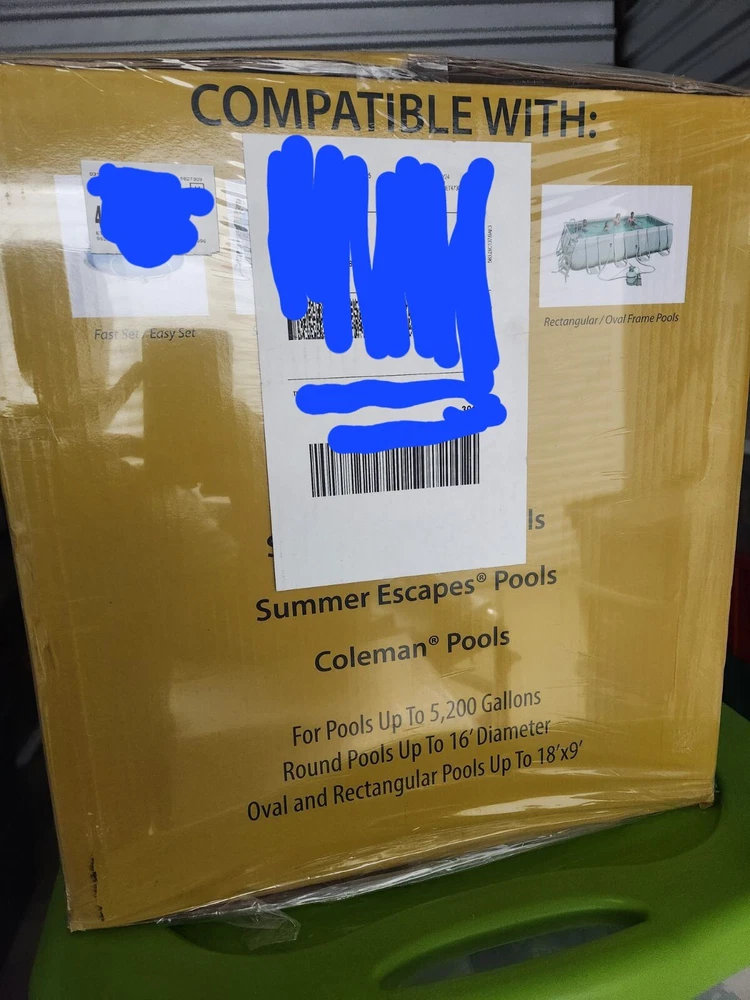 COMPATIBLE WITH:
Fast Set / Easy Set
Rectangular / Oval Frame Pools
Summer Escapes® Pools
Coleman® Pools
For Pools Up To 5,200 Gallons
Round Pools Up To 16' Diameter
Oval and Rectangular Pools Up To 18'x9'